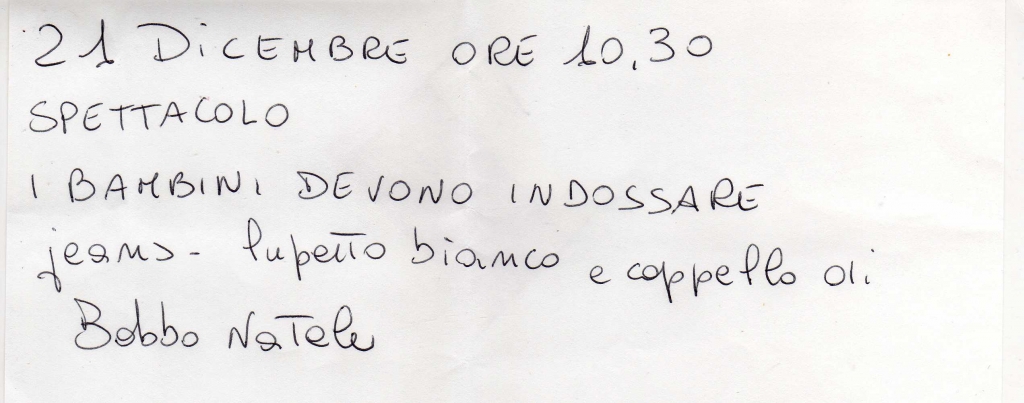 21 DICEMBRE ORE 10,30
SPETTACOLO
I BAMBINI DEVONO INDOSSARE
jeans - lupetto bianco e cappello di
Babbo Natale